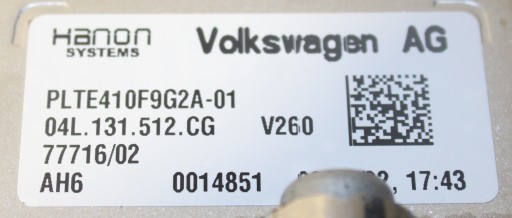 Hanon
SYSTEMS
Volkswagen AG
PLTE410F9G2A-01
04L.131.512.CG V260
77716/02
AH6 0014851 17:43